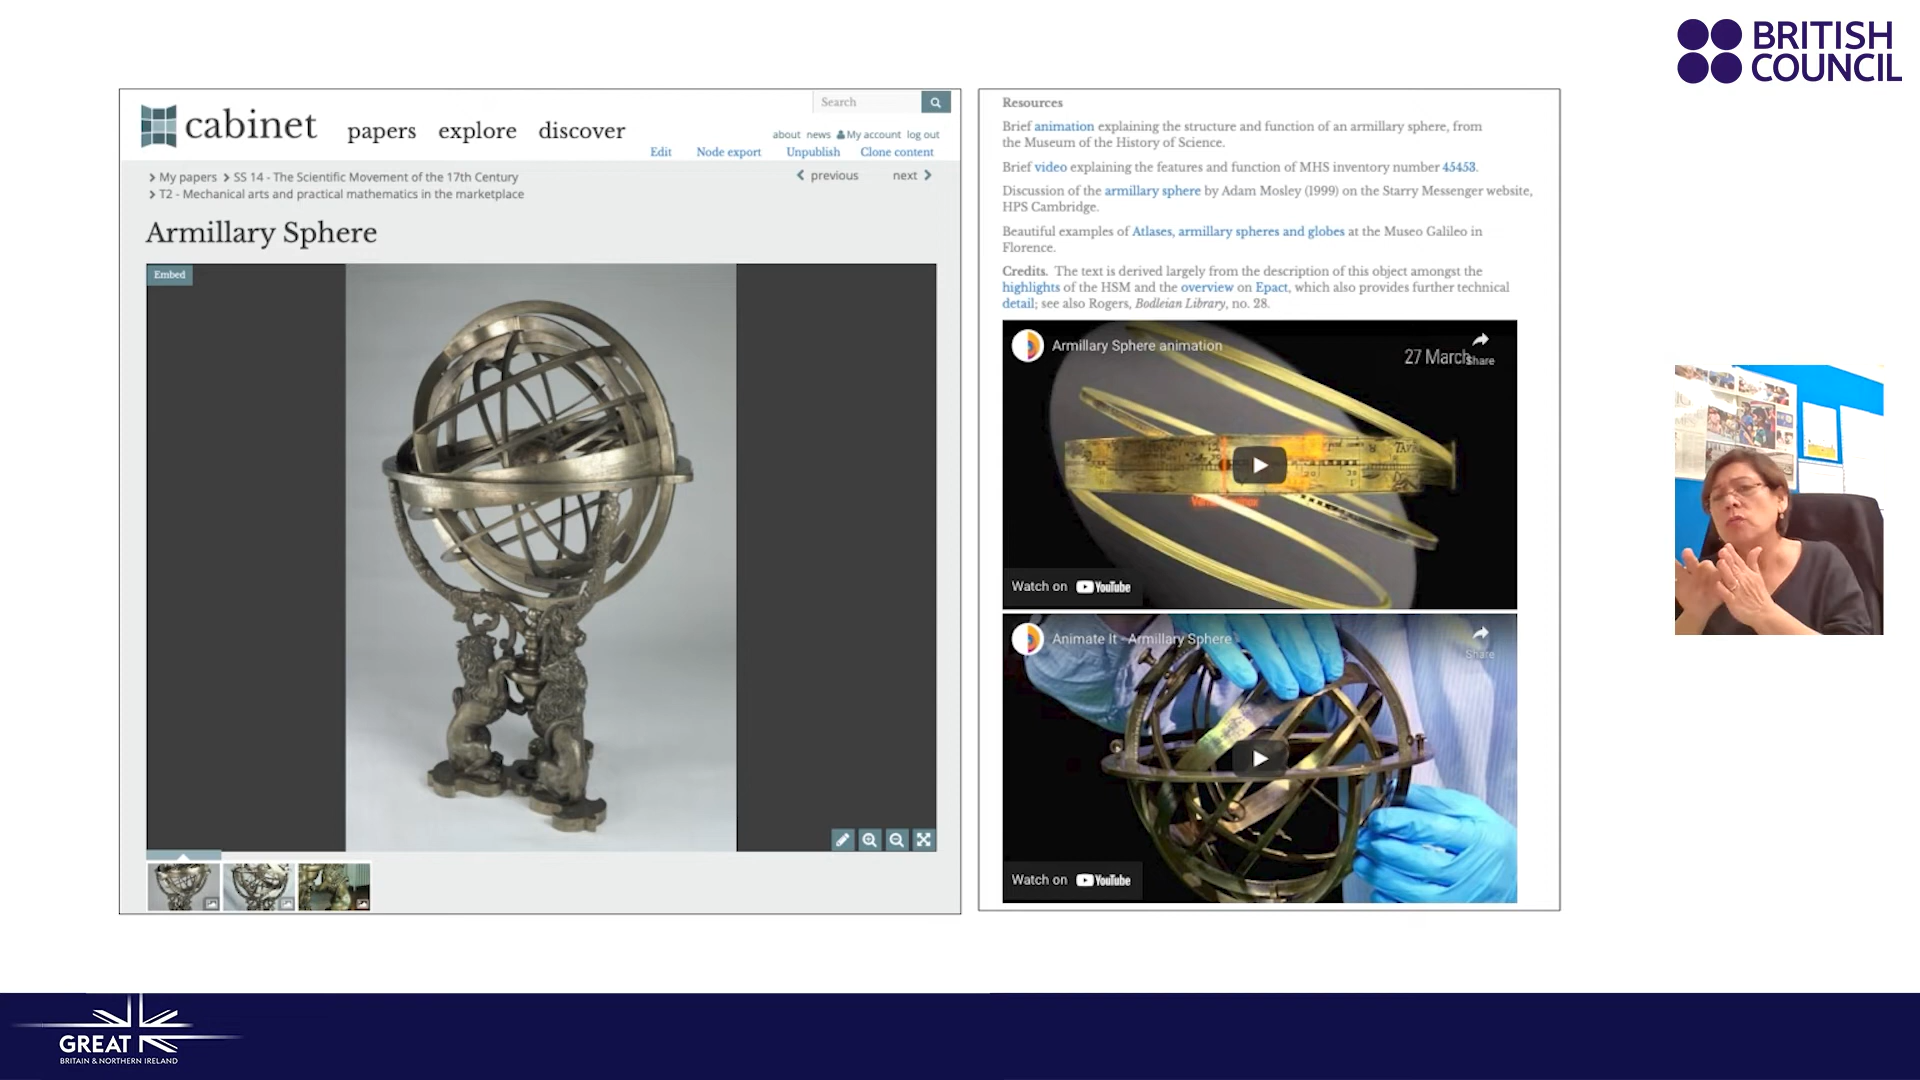 BRITISH
COUNCIL
cabinet
papers explore discover
Search
about news My account log out
Edit Node export Unpublish Clone content
My papers SS 14 - The Scientific Movement of the 17th Century
T2 - Mechanical arts and practical mathematics in the marketplace
previous next
Armillary Sphere
Embed
Resources
Brief animation explaining the structure and function of an armillary sphere, from
the Museum of the History of Science.
Brief video explaining the features and function of MHS inventory number 45453.
Discussion of the armillary sphere by Adam Mosley (1999) on the Starry Messenger website,
HPS Cambridge.
Beautiful examples of Atlases, armillary spheres and globes at the Museo Galileo in
Florence.
Credits. The text is derived largely from the description of this object amongst the
highlights of the HSM and the overview on Epact, which also provides further technical
detail; see also Rogers, Bodleian Library, no. 28.
Armillary Sphere animation
27 March
Share
Watch on YouTube
Animate It - Armillary Sphere
Share
Watch on YouTube
GREAT
BRITAIN & NORTHERN IRELAND